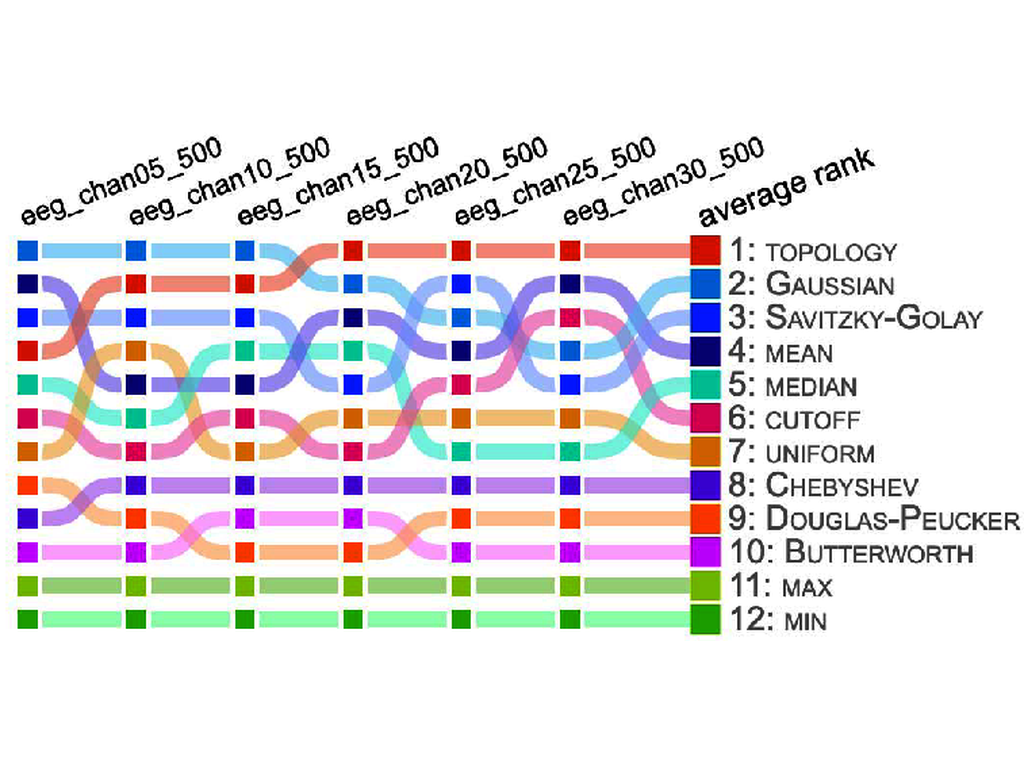 eeg_chan05_500
eeg_chan10_500
eeg_chan15_500
eeg_chan20_500
eeg_chan25_500
eeg_chan30_500
average rank
1: TOPOLOGY
2: GAUSSIAN
3: SAVITZKY-GOLAY
4: MEAN
5: MEDIAN
6: CUTOFF
7: UNIFORM
8: CHEBYSHEV
9: DOUGLAS-PEUCKER
10: BUTTERWORTH
11: MAX
12: MIN